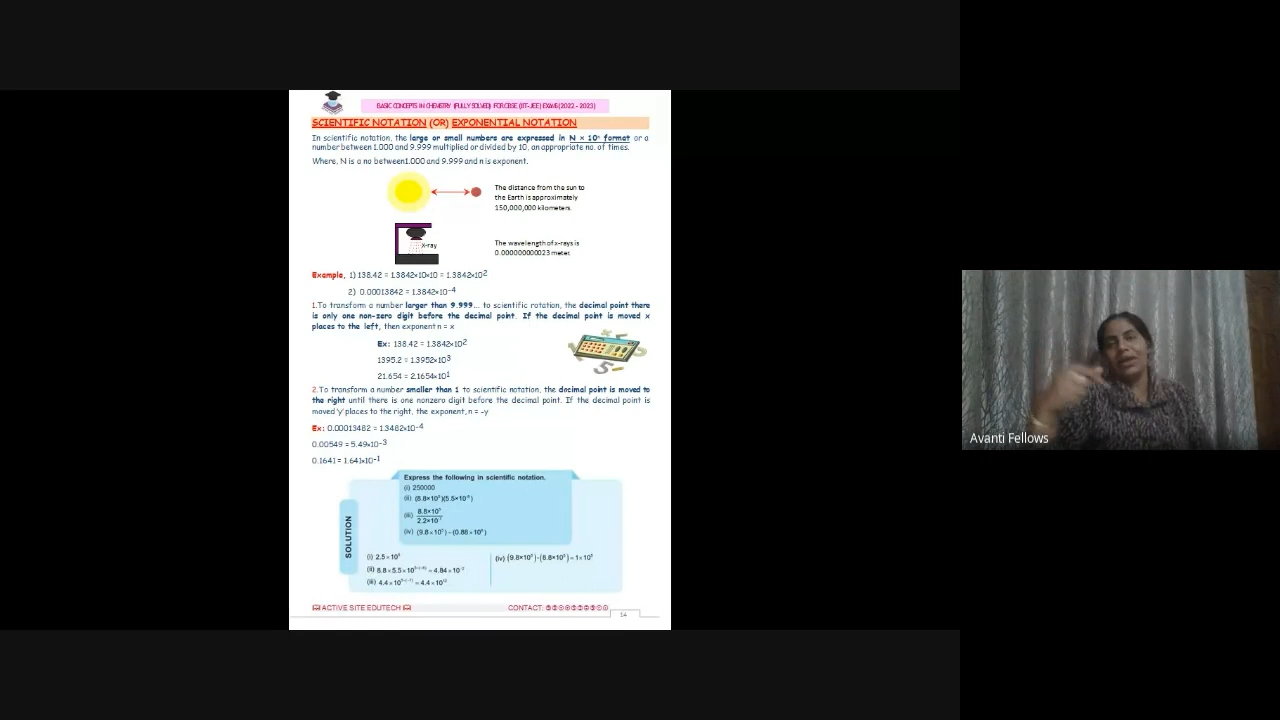 BASIC CONCEPTS IN CHEMISTRY (FULLY SOLVED) FOR CBSE (IIT-JEE) EXAMS (2022 - 2023)
SCIENTIFIC NOTATION (OR) EXPONENTIAL NOTATION
In scientific notation, the large or small numbers are expressed in N × 10ⁿ format or a
number between 1.000 and 9.999 multiplied or divided by 10, an appropriate no. of times.
Where, N is a no between1.000 and 9.999 and n is exponent.
The distance from the sun to
the Earth is approximately
150,000,000 kilometers.
X-ray
The wavelength of x-rays is
0.000000000023 meter.
Example, 1) 138.42 = 1.3842×10×10 = 1.3842×10²
2) 0.00013842 = 1.3842×10⁻⁴
1.To transform a number larger than 9.999... to scientific rotation, the decimal point there
is only one non-zero digit before the decimal point. If the decimal point is moved x
places to the left, then exponent n = x
Ex: 138.42 = 1.3842×10²
1395.2 = 1.3952×10³
21.654 = 2.1654×10¹
2.To transform a number smaller than 1 to scientific notation, the decimal point is moved to
the right until there is one nonzero digit before the decimal point. If the decimal point is
moved 'y' places to the right, the exponent, n = -y
Ex: 0.00013482 = 1.3482×10⁻⁴
0.00549 = 5.49×10⁻³
0.1641 = 1.641×10⁻¹
Express the following in scientific notation.
(i) 250000
(ii)
(iii)
(iv)
SOLUTION
(i)
(ii)
(iii)
(iv)
ACTIVE SITE EDUTECH
CONTACT:
14
Avanti Fellows